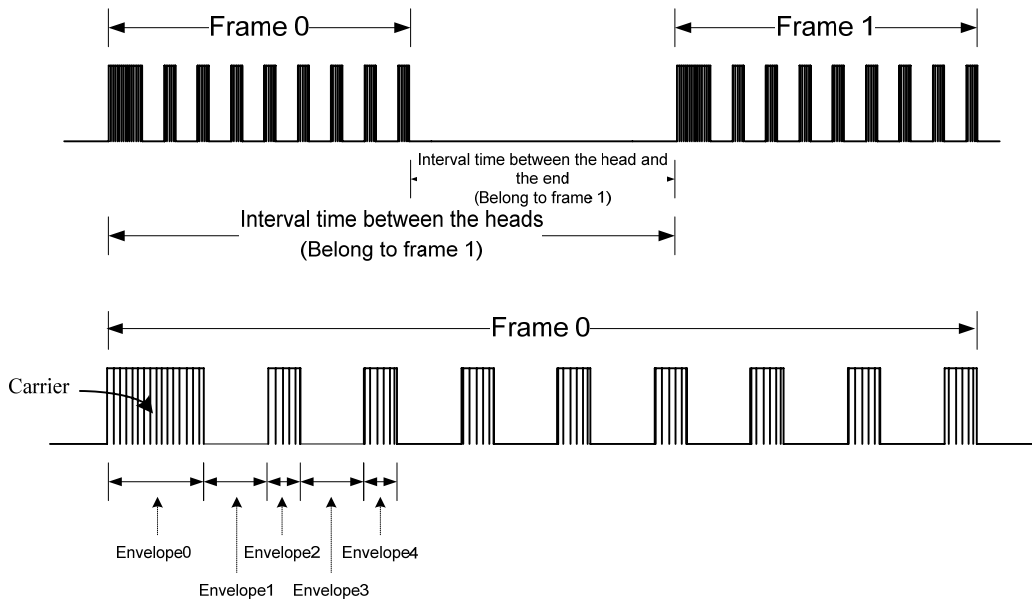 Frame 0
Frame 1
Interval time between the head and
the end
(Belong to frame 1)
Interval time between the heads
(Belong to frame 1)
Frame 0
Carrier
Envelope0
Envelope2
Envelope4
Envelope1
Envelope3